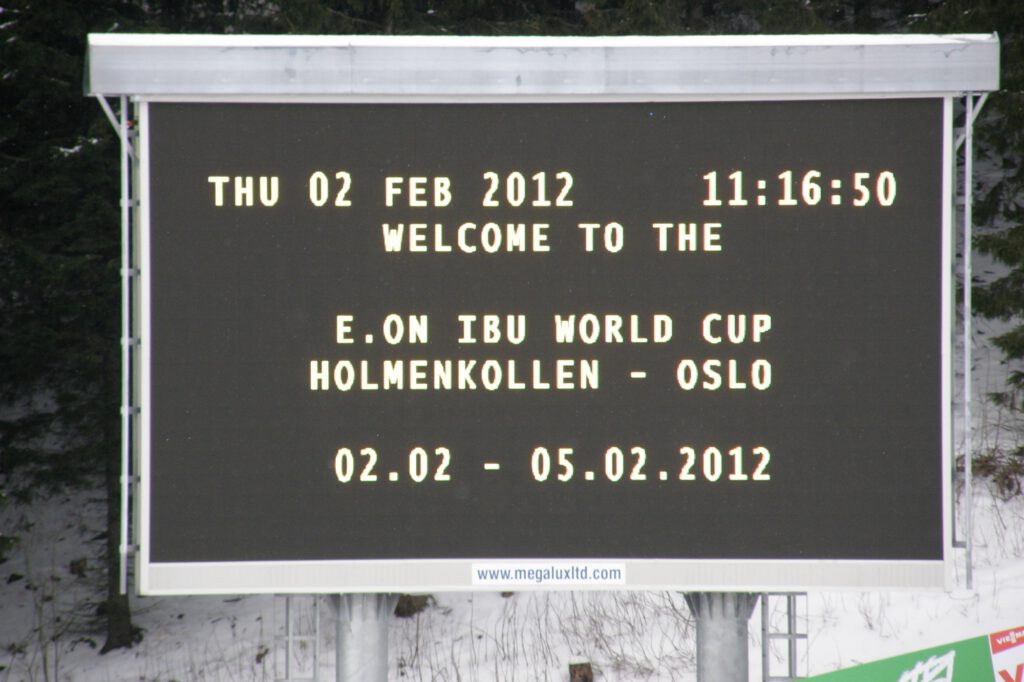 THU 02 FEB 2012 11:16:50
WELCOME TO THE
E.ON IBU WORLD CUP
HOLMENKOLLEN - OSLO
02.02 - 05.02.2012
www.megaluxltd.com